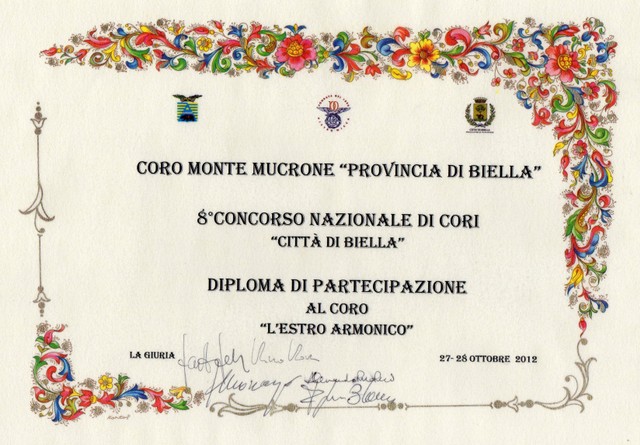 CORO MONTE MUCRONE “PROVINCIA DI BIELLA”
8°CONCORSO NAZIONALE DI CORI
“CITTÀ DI BIELLA”
DIPLOMA DI PARTECIPAZIONE
AL CORO
“L’ESTRO ARMONICO”
LA GIURIA
27- 28 OTTOBRE 2012